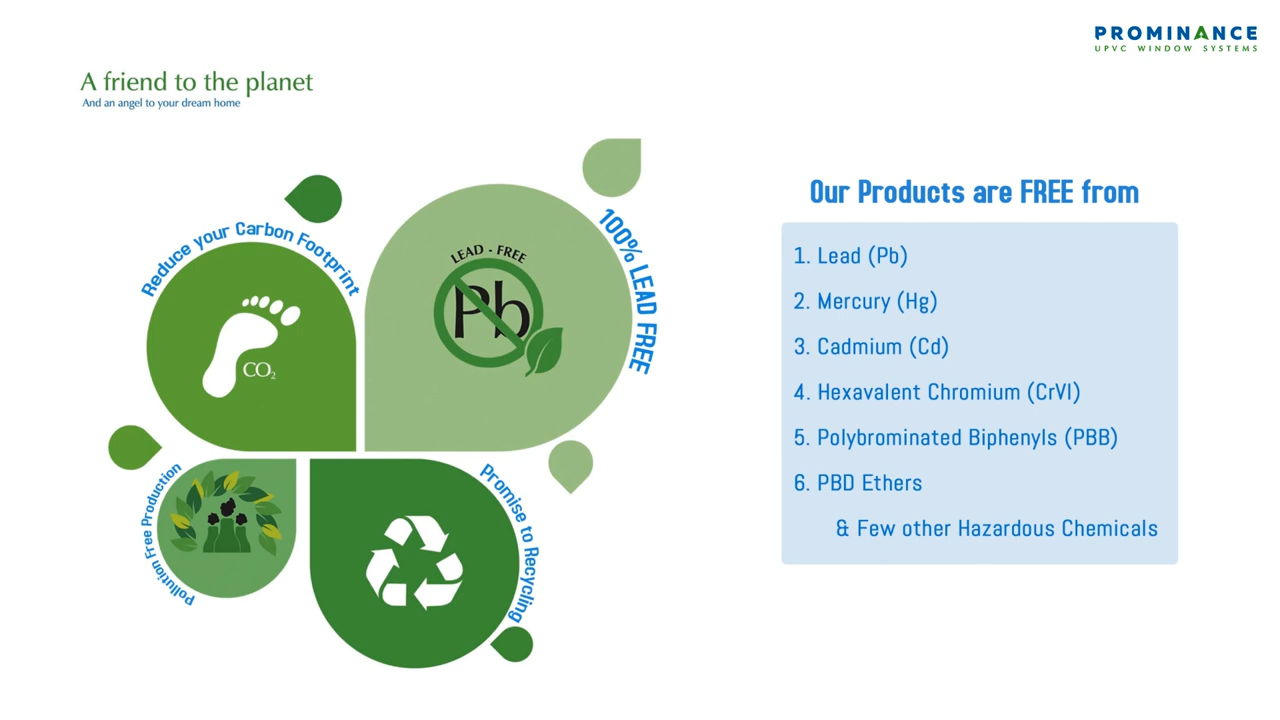 PROMINANCE
UPVC WINDOW SYSTEMS
A friend to the planet
And an angel to your dream home
Reduce your Carbon Footprint
CO₂
LEAD - FREE
Pb
100% LEAD FREE
Pollution Free Production
Promise to Recycling
Our Products are FREE from
1. Lead (Pb)
2. Mercury (Hg)
3. Cadmium (Cd)
4. Hexavalent Chromium (CrVI)
5. Polybrominated Biphenyls (PBB)
6. PBD Ethers
& Few other Hazardous Chemicals